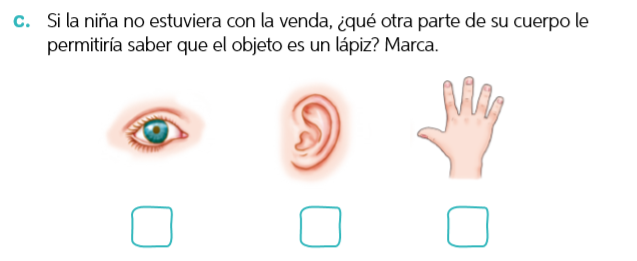 c. Si la niña no estuviera con la venda, ¿qué otra parte de su cuerpo le
permitiría saber que el objeto es un lápiz? Marca.